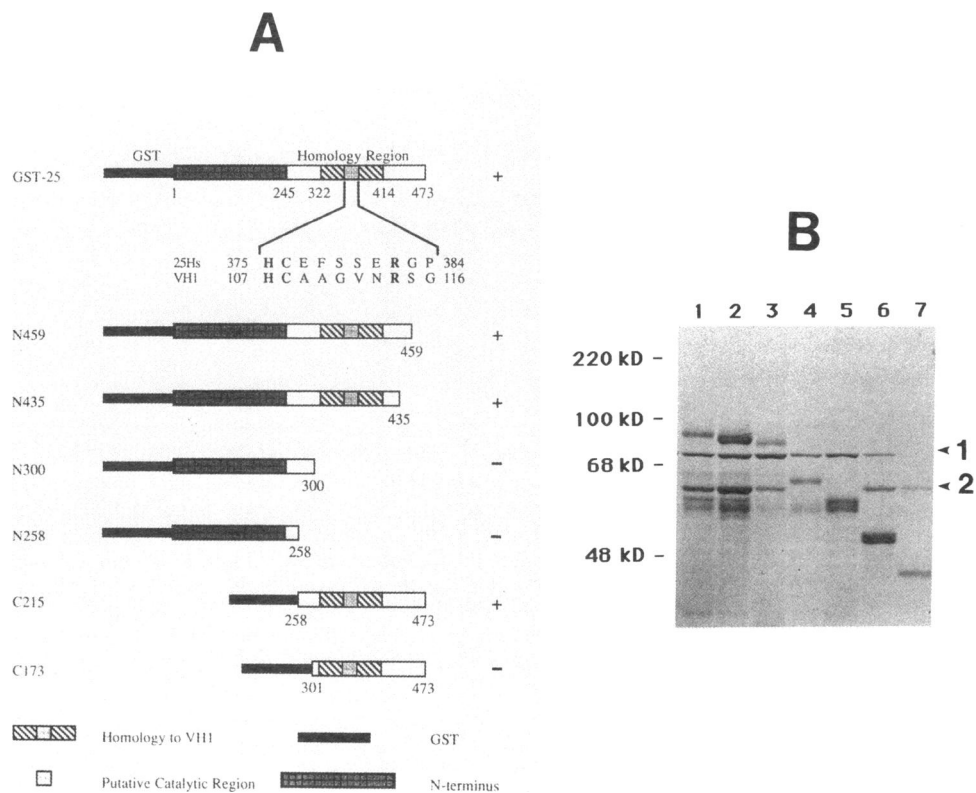 A
GST Homology Region
GST-25 +
1 245 322 414 473
25Hs 375 H C E F S S E R G P 384
VH1 107 H C A A G V N R S G 116
N459 +
459
N435 +
435
N300 −
300
N258 −
258
C215 +
258 473
C173 −
301 473
Homology to VH1 GST
Putative Catalytic Region N-terminus
B
1 2 3 4 5 6 7
220 kD -
100 kD -
68 kD -
48 kD -
1
2